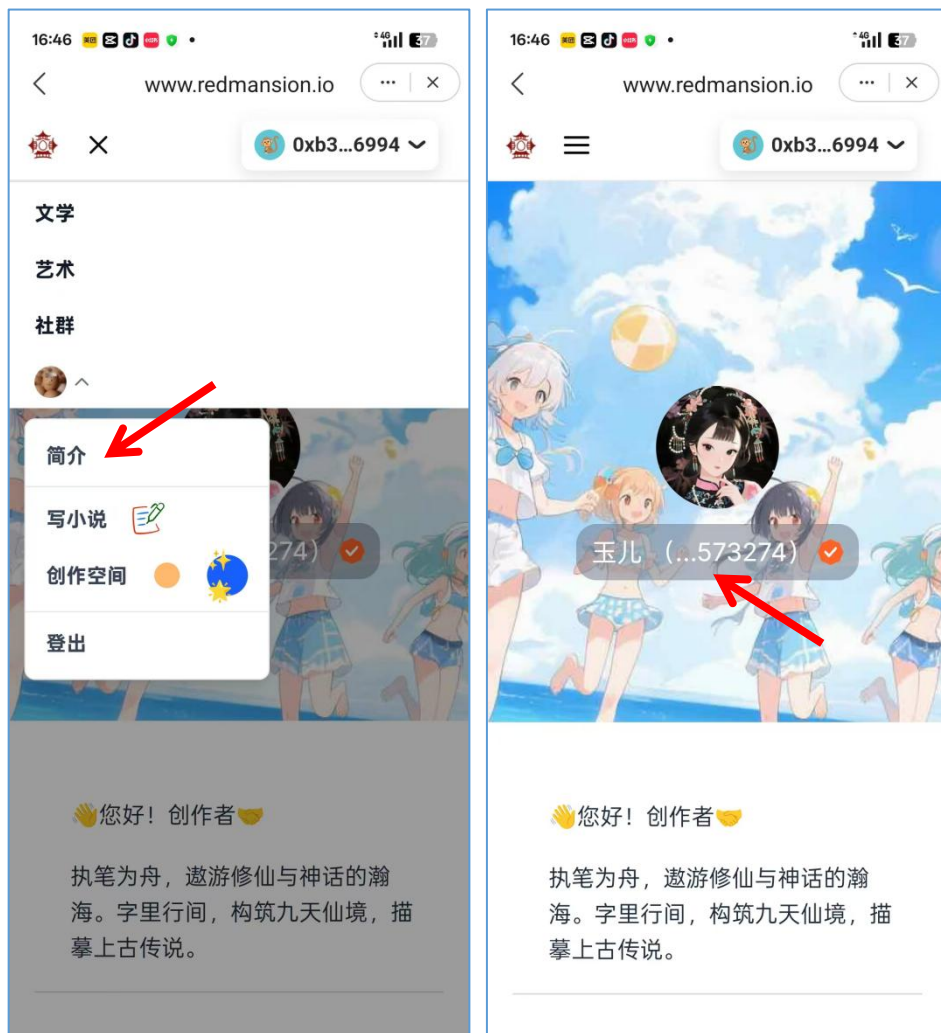 16:46
4G
37
www.redmansion.io
0xb3...6994
文学
艺术
社群
简介
写小说
创作空间
登出
274)
👋您好！创作者🤝
执笔为舟，遨游修仙与神话的瀚
海。字里行间，构筑九天仙境，描
摹上古传说。
16:46
4G
37
www.redmansion.io
0xb3...6994
玉儿 （...573274)
👋您好！创作者🤝
执笔为舟，遨游修仙与神话的瀚
海。字里行间，构筑九天仙境，描
摹上古传说。